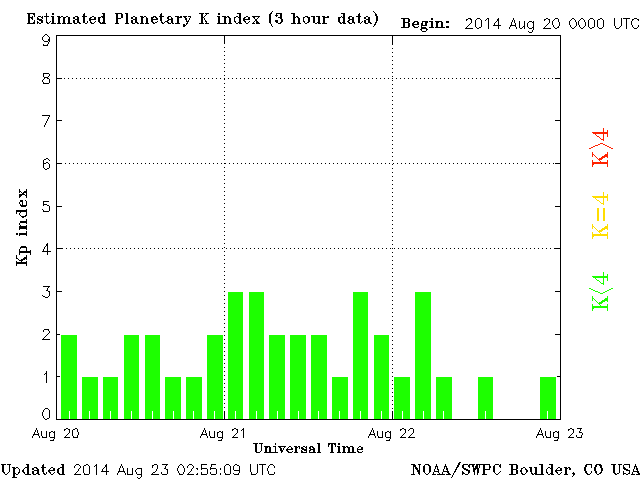 Estimated Planetary K index (3 hour data) Begin: 2014 Aug 20 0000 UTC
9
8
7
6
5
4
3
2
1
0
Kp index
K<4 K=4 K>4
Aug 20 Aug 21 Aug 22 Aug 23
Universal Time
Updated 2014 Aug 23 02:55:09 UTC NOAA/SWPC Boulder, CO USA